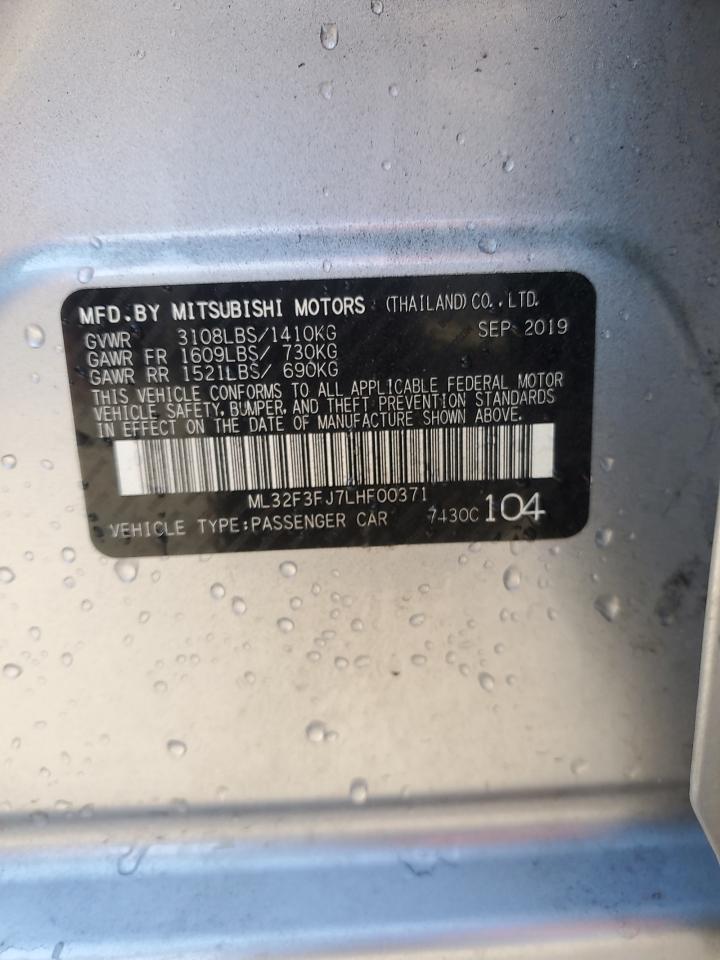 MFD.BY MITSUBISHI MOTORS (THAILAND) CO.,LTD.
GVWR 3108LBS/1410KG SEP 2019
GAWR FR 1609LBS/ 730KG
GAWR RR 1521LBS/ 690KG
THIS VEHICLE CONFORMS TO ALL APPLICABLE FEDERAL MOTOR
VEHICLE SAFETY, BUMPER, AND THEFT PREVENTION STANDARDS
IN EFFECT ON THE DATE OF MANUFACTURE SHOWN ABOVE.
ML32F3FJ7LHF00371
VEHICLE TYPE:PASSENGER CAR 7430C 104